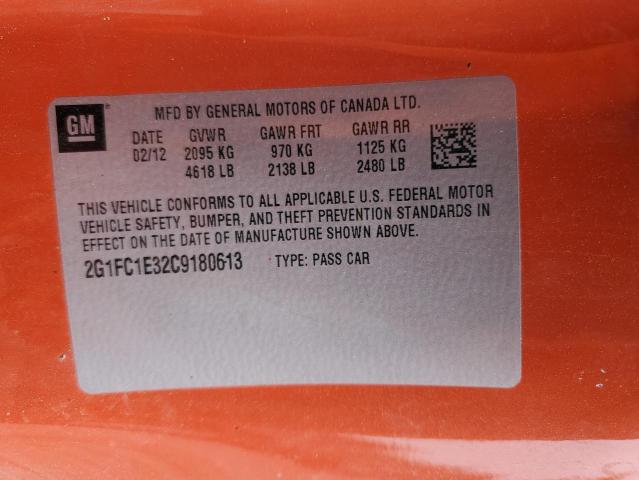 GM
MFD BY GENERAL MOTORS OF CANADA LTD.
DATE GVWR GAWR FRT GAWR RR
02/12 2095 KG 970 KG 1125 KG
4618 LB 2138 LB 2480 LB
THIS VEHICLE CONFORMS TO ALL APPLICABLE U.S. FEDERAL MOTOR
VEHICLE SAFETY, BUMPER, AND THEFT PREVENTION STANDARDS IN
EFFECT ON THE DATE OF MANUFACTURE SHOWN ABOVE.
2G1FC1E32C9180613 TYPE: PASS CAR